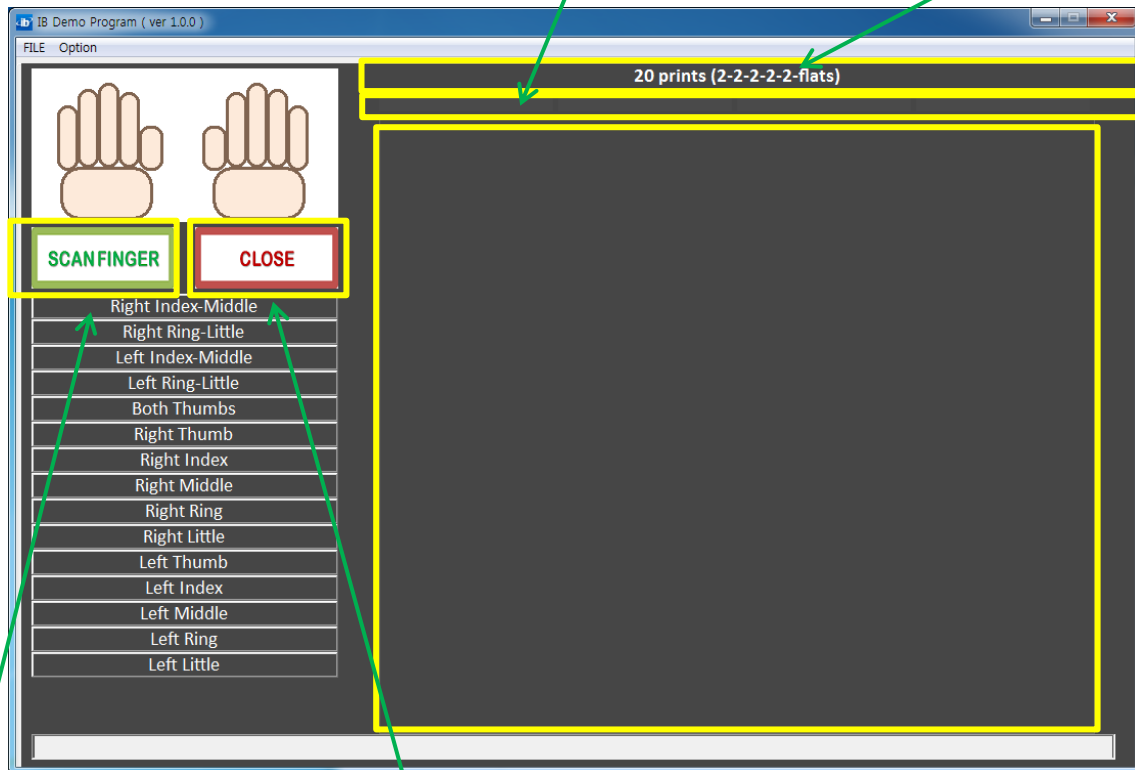 IB Demo Program ( ver 1.0.0 )
FILE Option
20 prints (2-2-2-2-2-flats)
SCAN FINGER
CLOSE
Right Index-Middle
Right Ring-Little
Left Index-Middle
Left Ring-Little
Both Thumbs
Right Thumb
Right Index
Right Middle
Right Ring
Right Little
Left Thumb
Left Index
Left Middle
Left Ring
Left Little